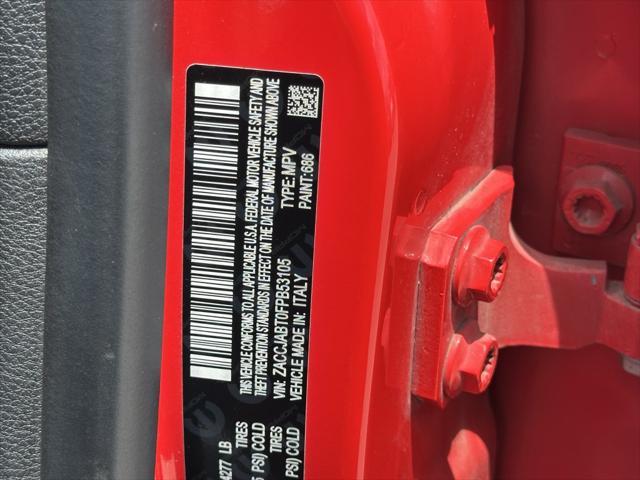 4277 LB
TIRES
5 PSI) COLD
TIRES
PSI) COLD
THIS VEHICLE CONFORMS TO ALL APPLICABLE U.S.A. FEDERAL MOTOR VEHICLE SAFETY AND
THEFT PREVENTION STANDARDS IN EFFECT ON THE DATE OF MANUFACTURE SHOWN ABOVE
VIN: ZACCJABT0FPB53105 TYPE: MPV
VEHICLE MADE IN: ITALY PAINT: 686